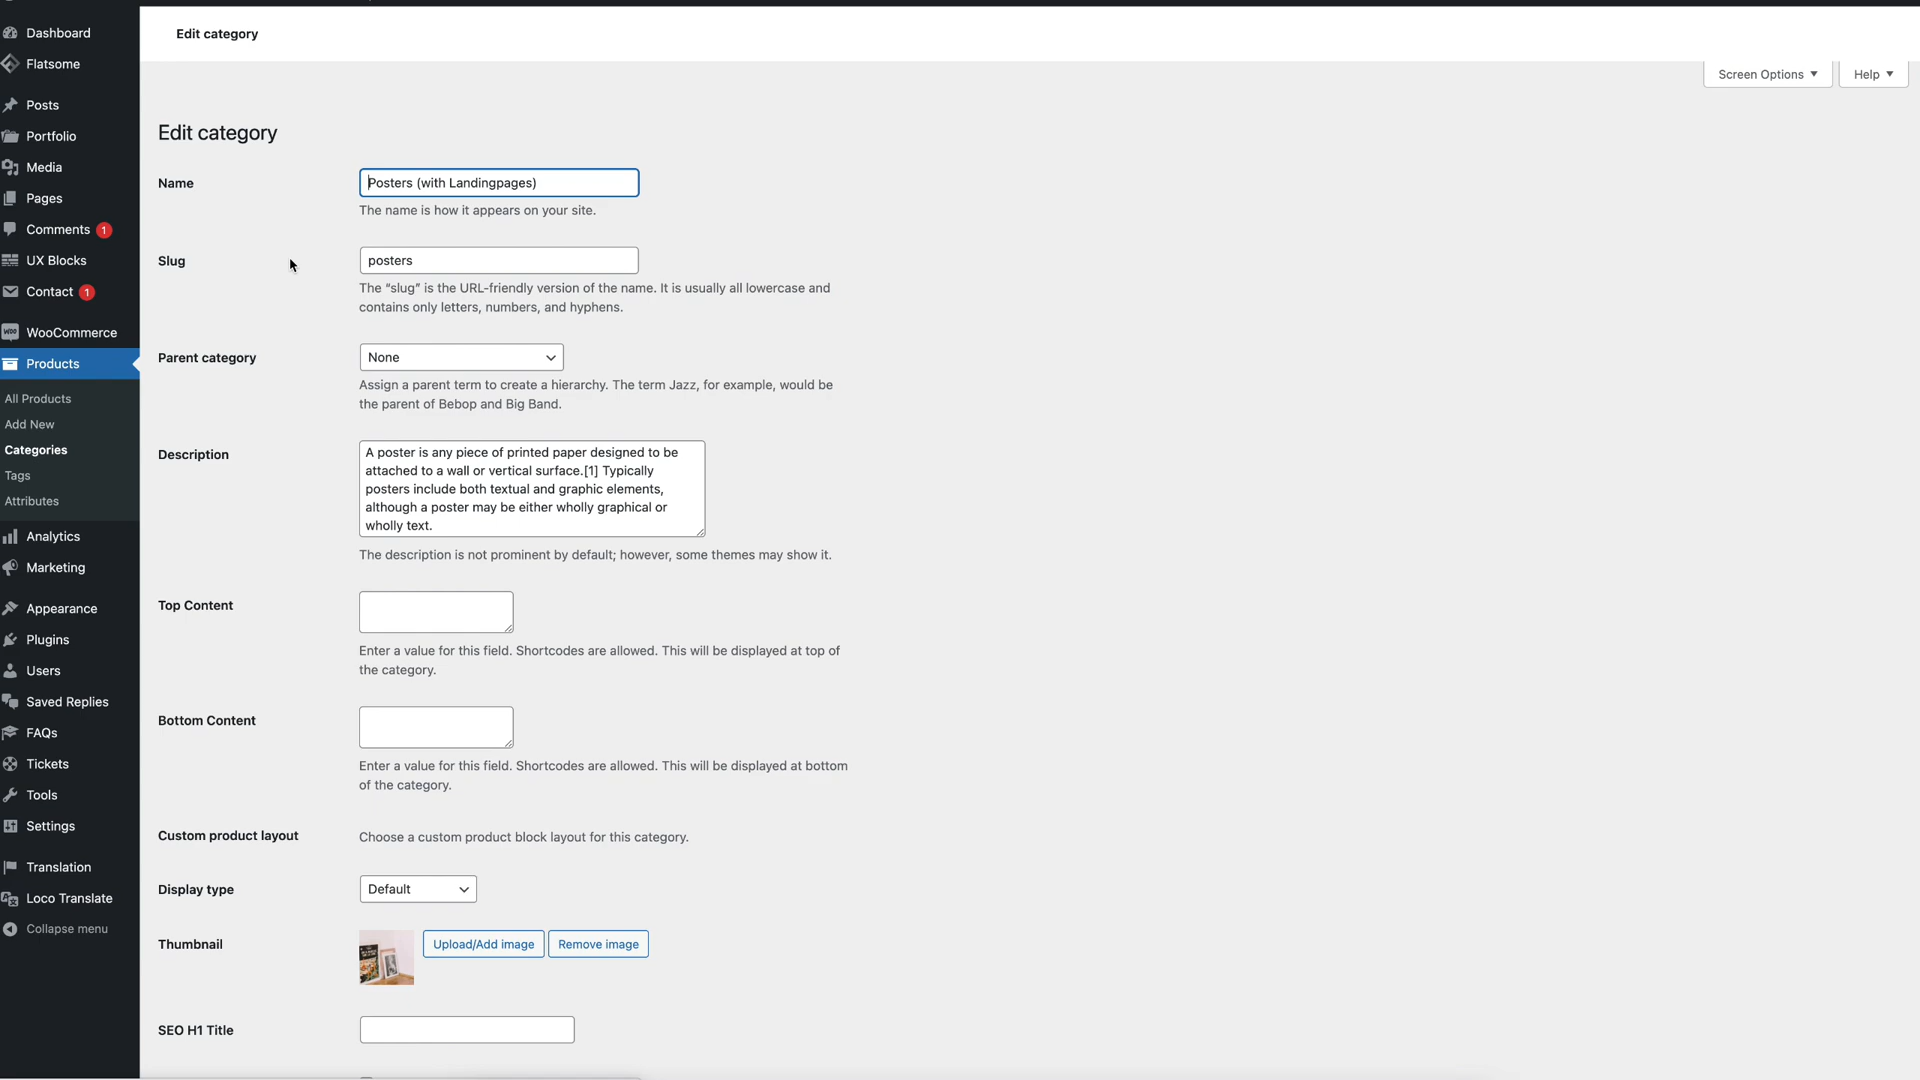 Edit category
Screen Options
Help
Dashboard
Flatsome
Posts
Portfolio
Media
Pages
Comments 1
UX Blocks
Contact 1
WooCommerce
Products
All Products
Add New
Categories
Tags
Attributes
Analytics
Marketing
Appearance
Plugins
Users
Saved Replies
FAQs
Tickets
Tools
Settings
Translation
Loco Translate
Collapse menu
Edit category
Name
Posters (with Landingpages)
The name is how it appears on your site.
Slug
posters
The “slug” is the URL-friendly version of the name. It is usually all lowercase and
contains only letters, numbers, and hyphens.
Parent category
None
Assign a parent term to create a hierarchy. The term Jazz, for example, would be
the parent of Bebop and Big Band.
Description
A poster is any piece of printed paper designed to be
attached to a wall or vertical surface.[1] Typically
posters include both textual and graphic elements,
although a poster may be either wholly graphical or
wholly text.
The description is not prominent by default; however, some themes may show it.
Top Content
Enter a value for this field. Shortcodes are allowed. This will be displayed at top of
the category.
Bottom Content
Enter a value for this field. Shortcodes are allowed. This will be displayed at bottom
of the category.
Custom product layout
Choose a custom product block layout for this category.
Display type
Default
Thumbnail
Upload/Add image
Remove image
SEO H1 Title